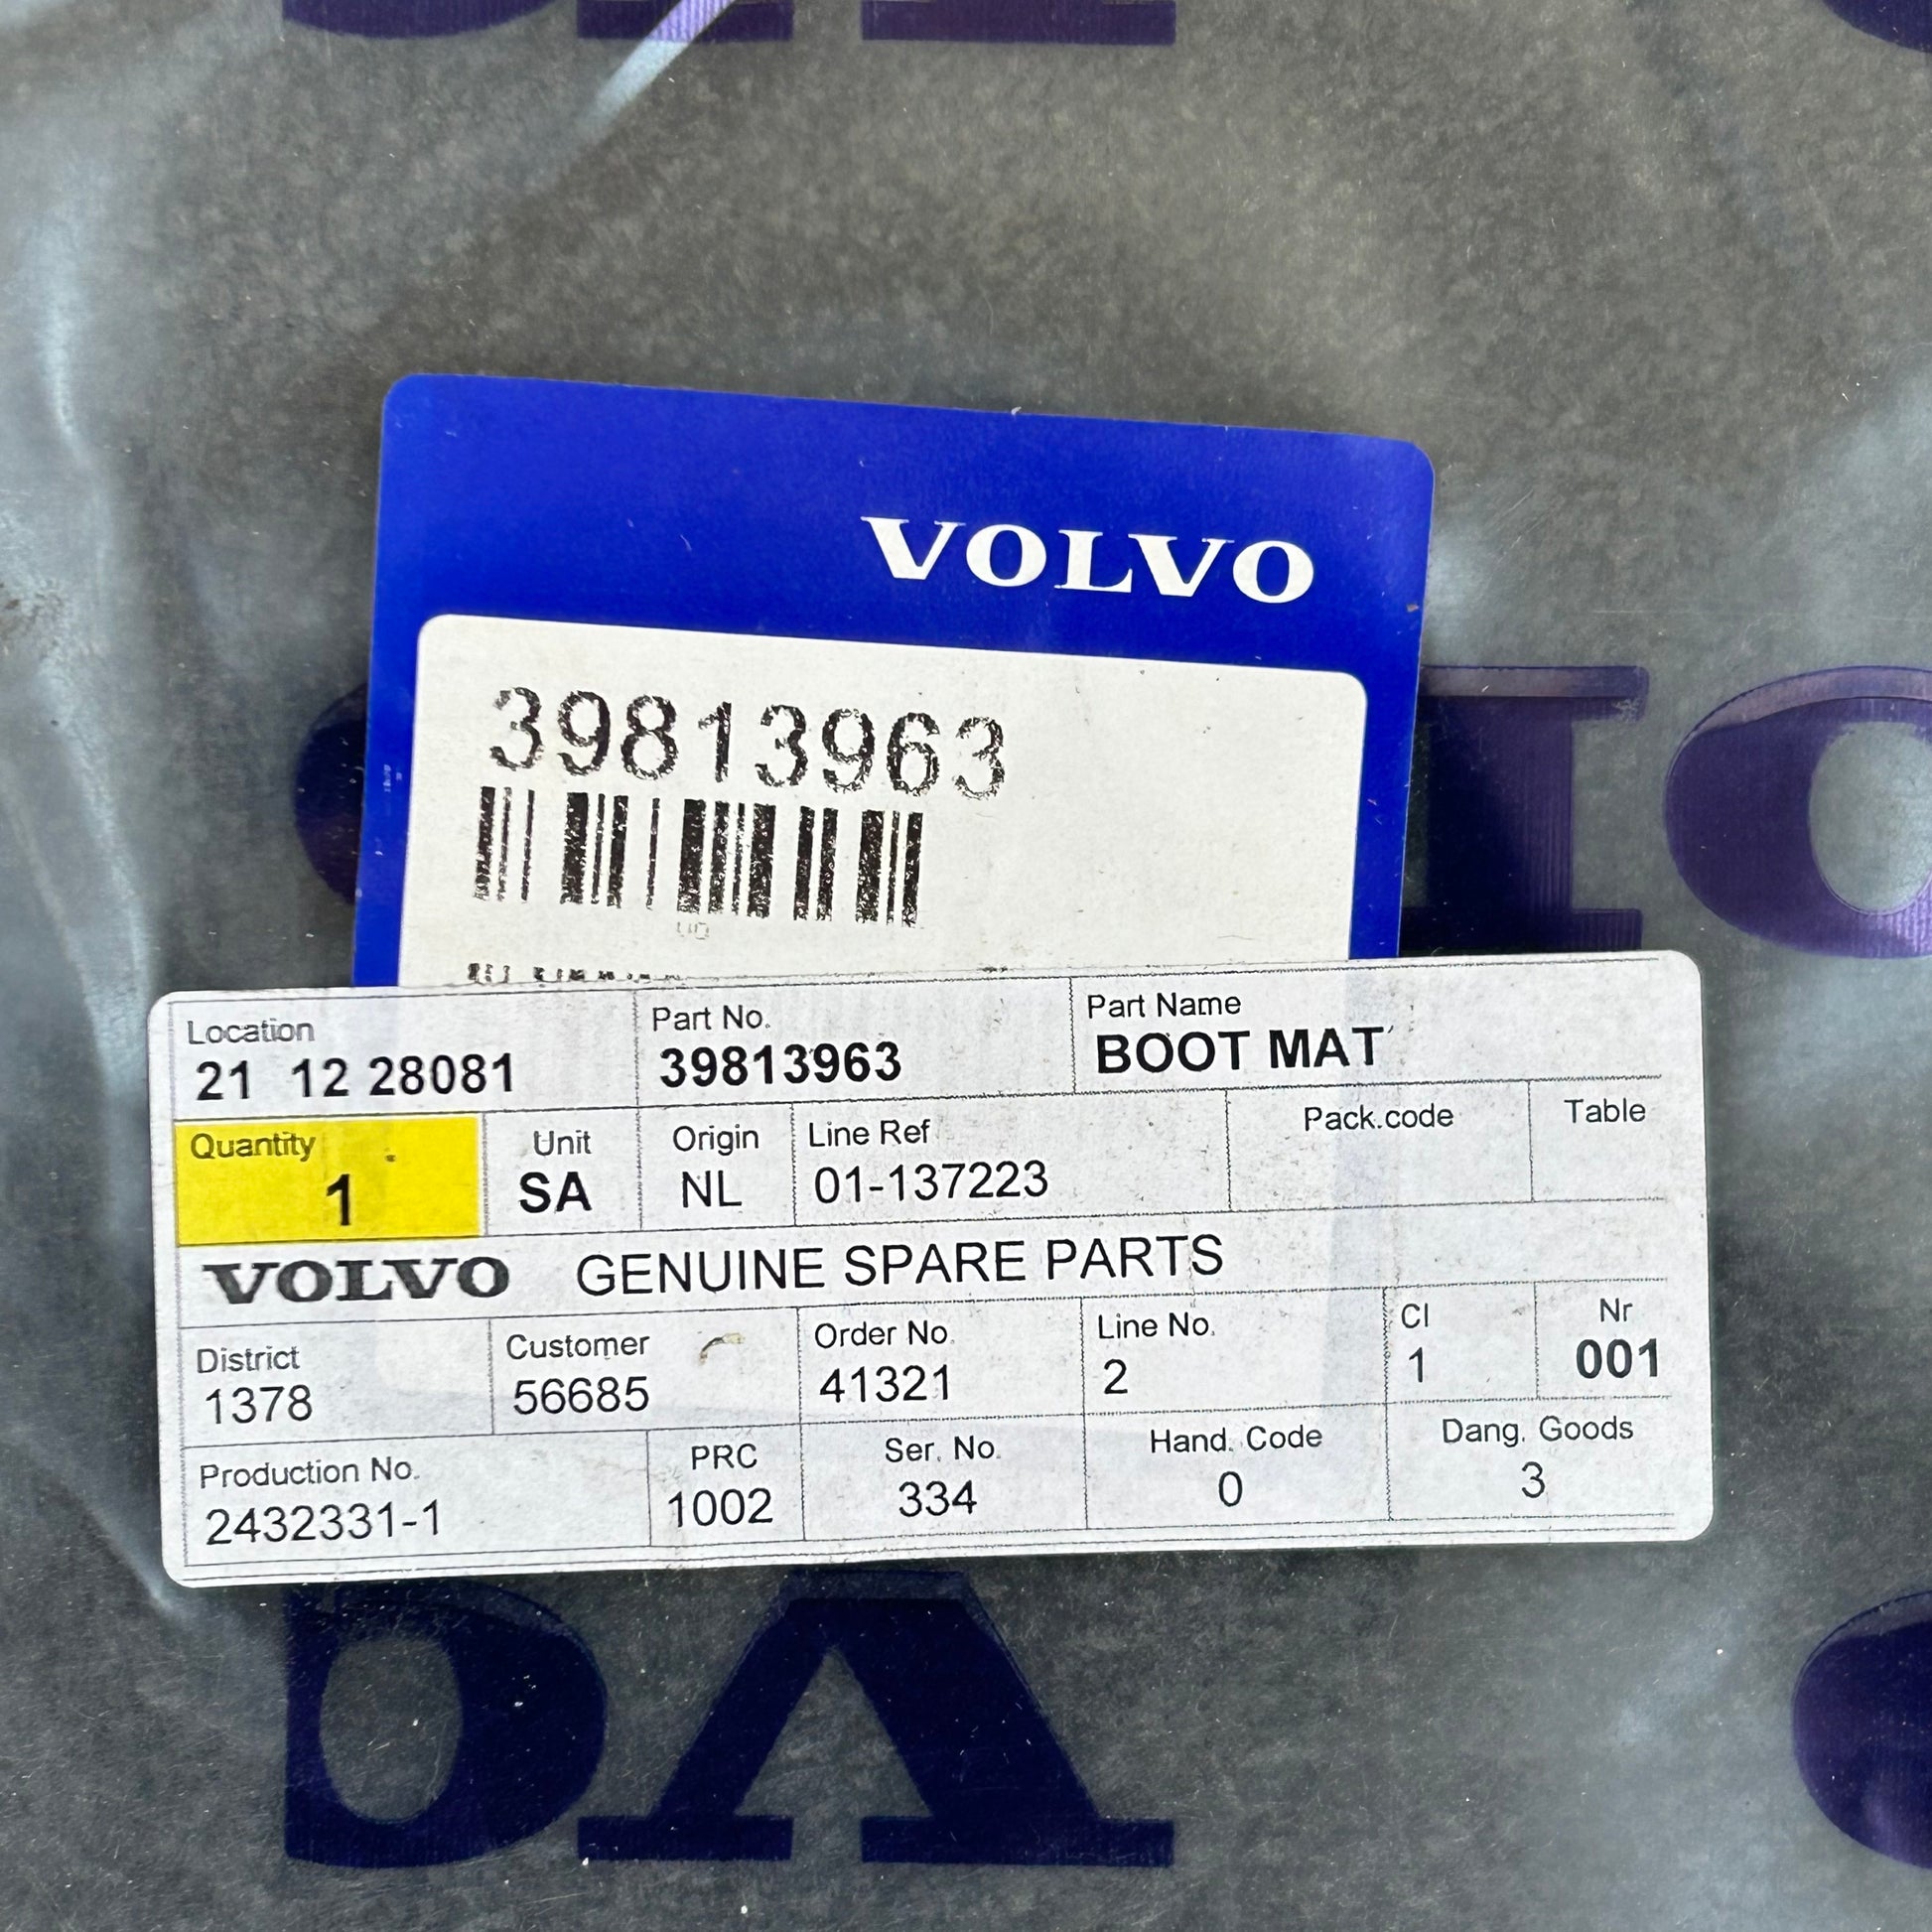 VOLVO
39813963
Location Part No. Part Name
21 12 28081 39813963 BOOT MAT
Quantity Unit Origin Line Ref Pack.code Table
1 SA NL 01-137223
VOLVO GENUINE SPARE PARTS
District Customer Order No. Line No. Cl Nr
1378 56685 41321 2 1 001
Production No. PRC Ser. No. Hand. Code Dang. Goods
2432331-1 1002 334 0 3